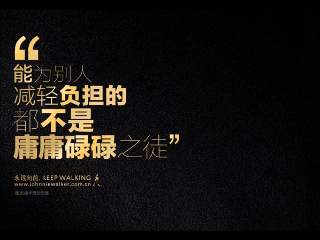 “
能为别人
减轻负担的
都不是
庸庸碌碌之徒”
永远向前, KEEP WALKING
www.johnniewalker.com.cn